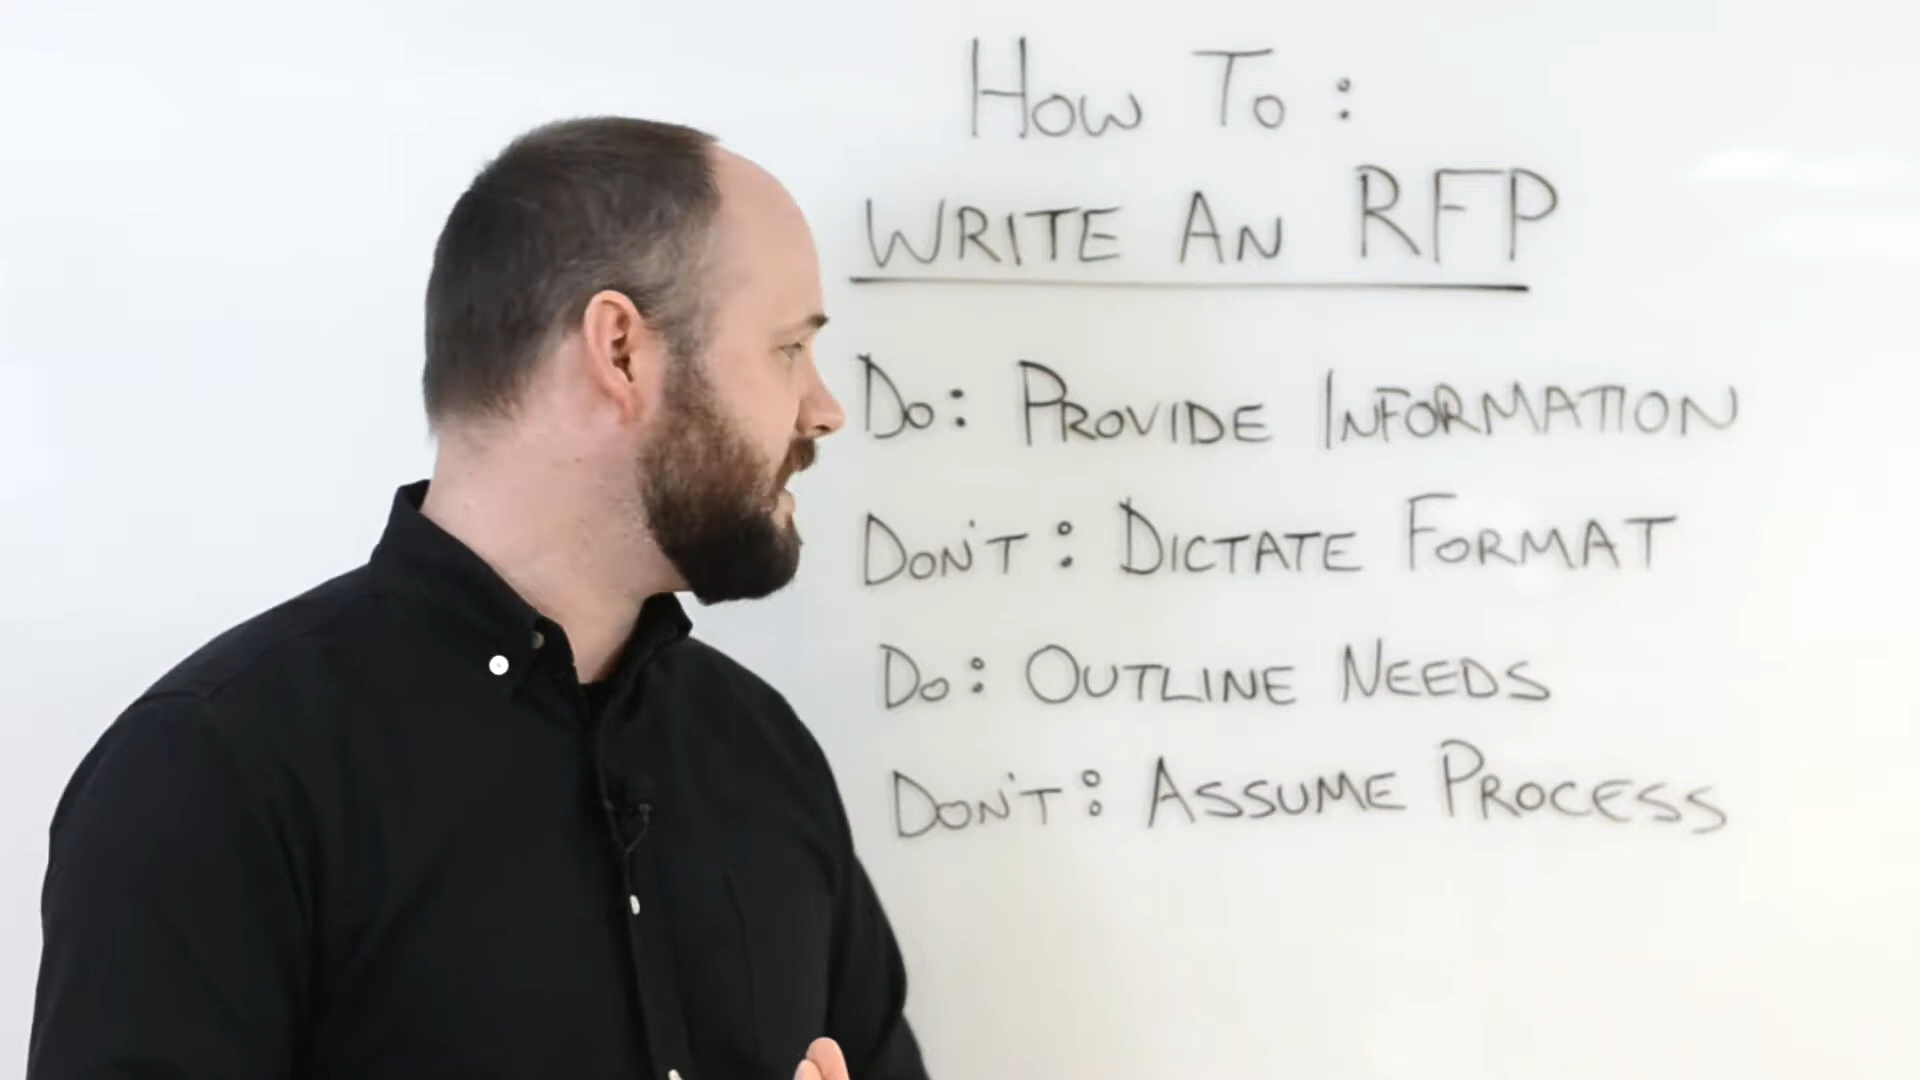 How To:
WRITE AN RFP
Do: PROVIDE INFORMATION
DON'T: DICTATE FORMAT
Do: OUTLINE NEEDS
DON'T: ASSUME PROCESS